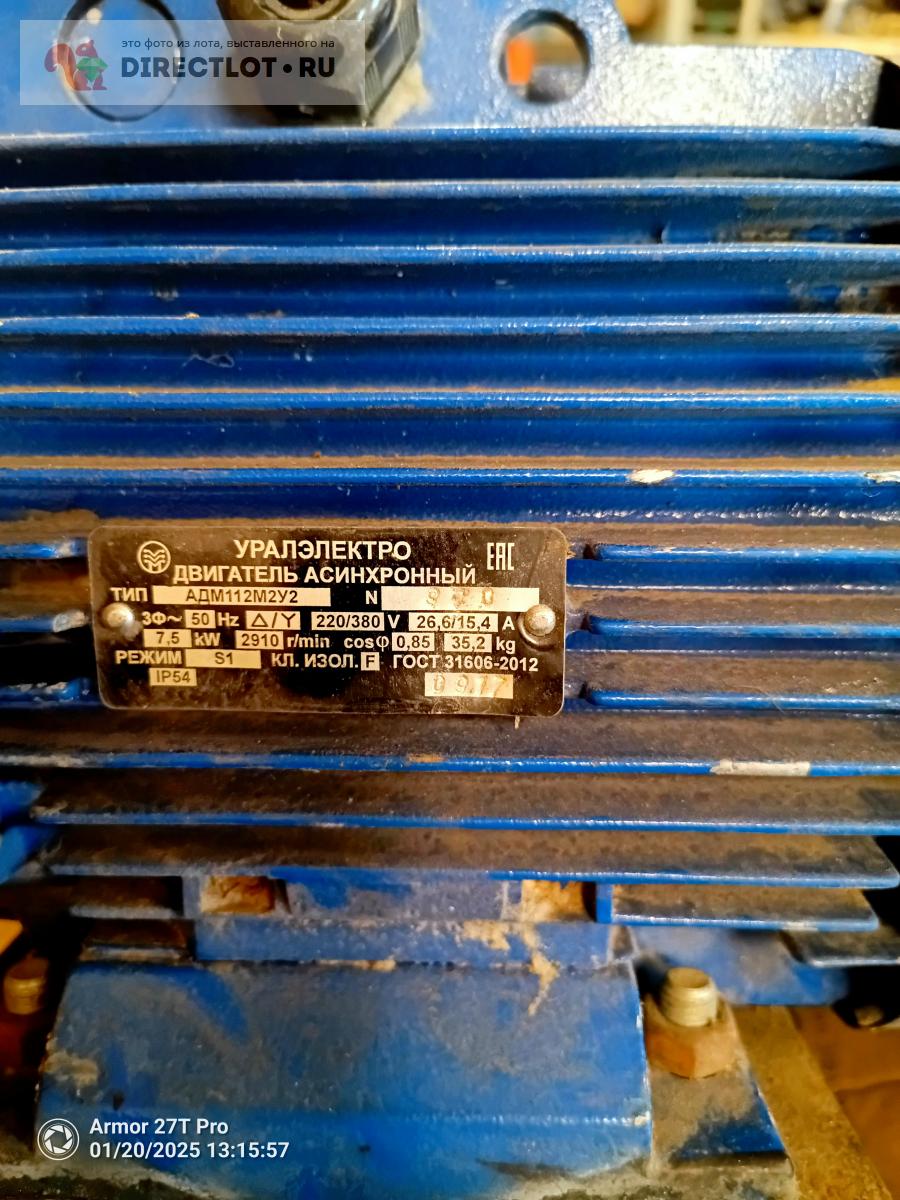 это фото из лота, выставленного на
DIRECTLOT•RU
УРАЛЭЛЕКТРО EAC
ДВИГАТЕЛЬ АСИНХРОННЫЙ
ТИП АДМ112М2У2 N
3Ф~ 50 Hz Δ/Y 220/380 V 26,6/15,4 A
7,5 kW 2910 r/min cosφ 0,85 35,2 kg
РЕЖИМ S1 КЛ. ИЗОЛ. F ГОСТ 31606-2012
IP54 09.17
Armor 27T Pro
01/20/2025 13:15:57